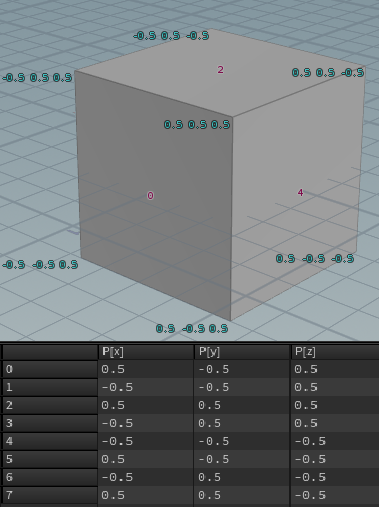 -0.5 0.5 -0.5
2
-0.5 0.5 0.5
0.5 0.5 -0.5
0.5 0.5 0.5
0
4
-0.5 -0.5 0.5
0.5 -0.5 -0.5
0.5 -0.5 0.5
P[x] P[y] P[z]
0 0.5 -0.5 0.5
1 -0.5 -0.5 0.5
2 0.5 0.5 0.5
3 -0.5 0.5 0.5
4 -0.5 -0.5 -0.5
5 0.5 -0.5 -0.5
6 -0.5 0.5 -0.5
7 0.5 0.5 -0.5